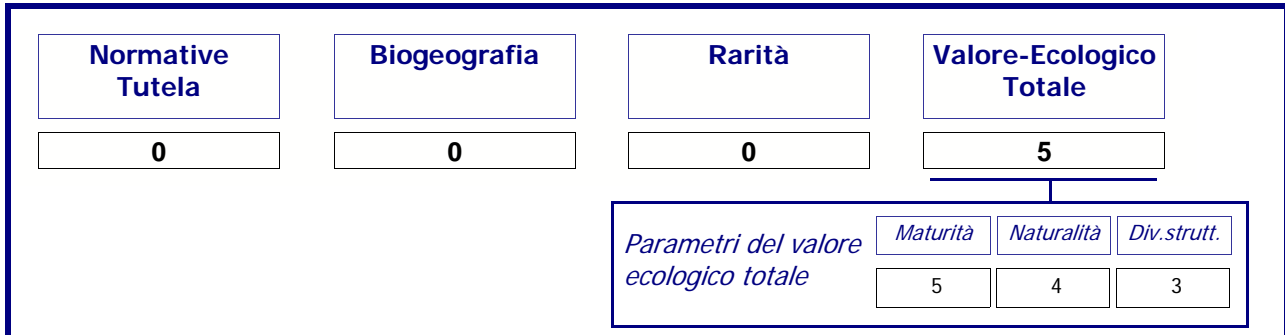 Normative Tutela
Biogeografia
Rarità
Valore-Ecologico Totale
0
0
0
5
Parametri del valore ecologico totale
Maturità
Naturalità
Div.strutt.
5
4
3